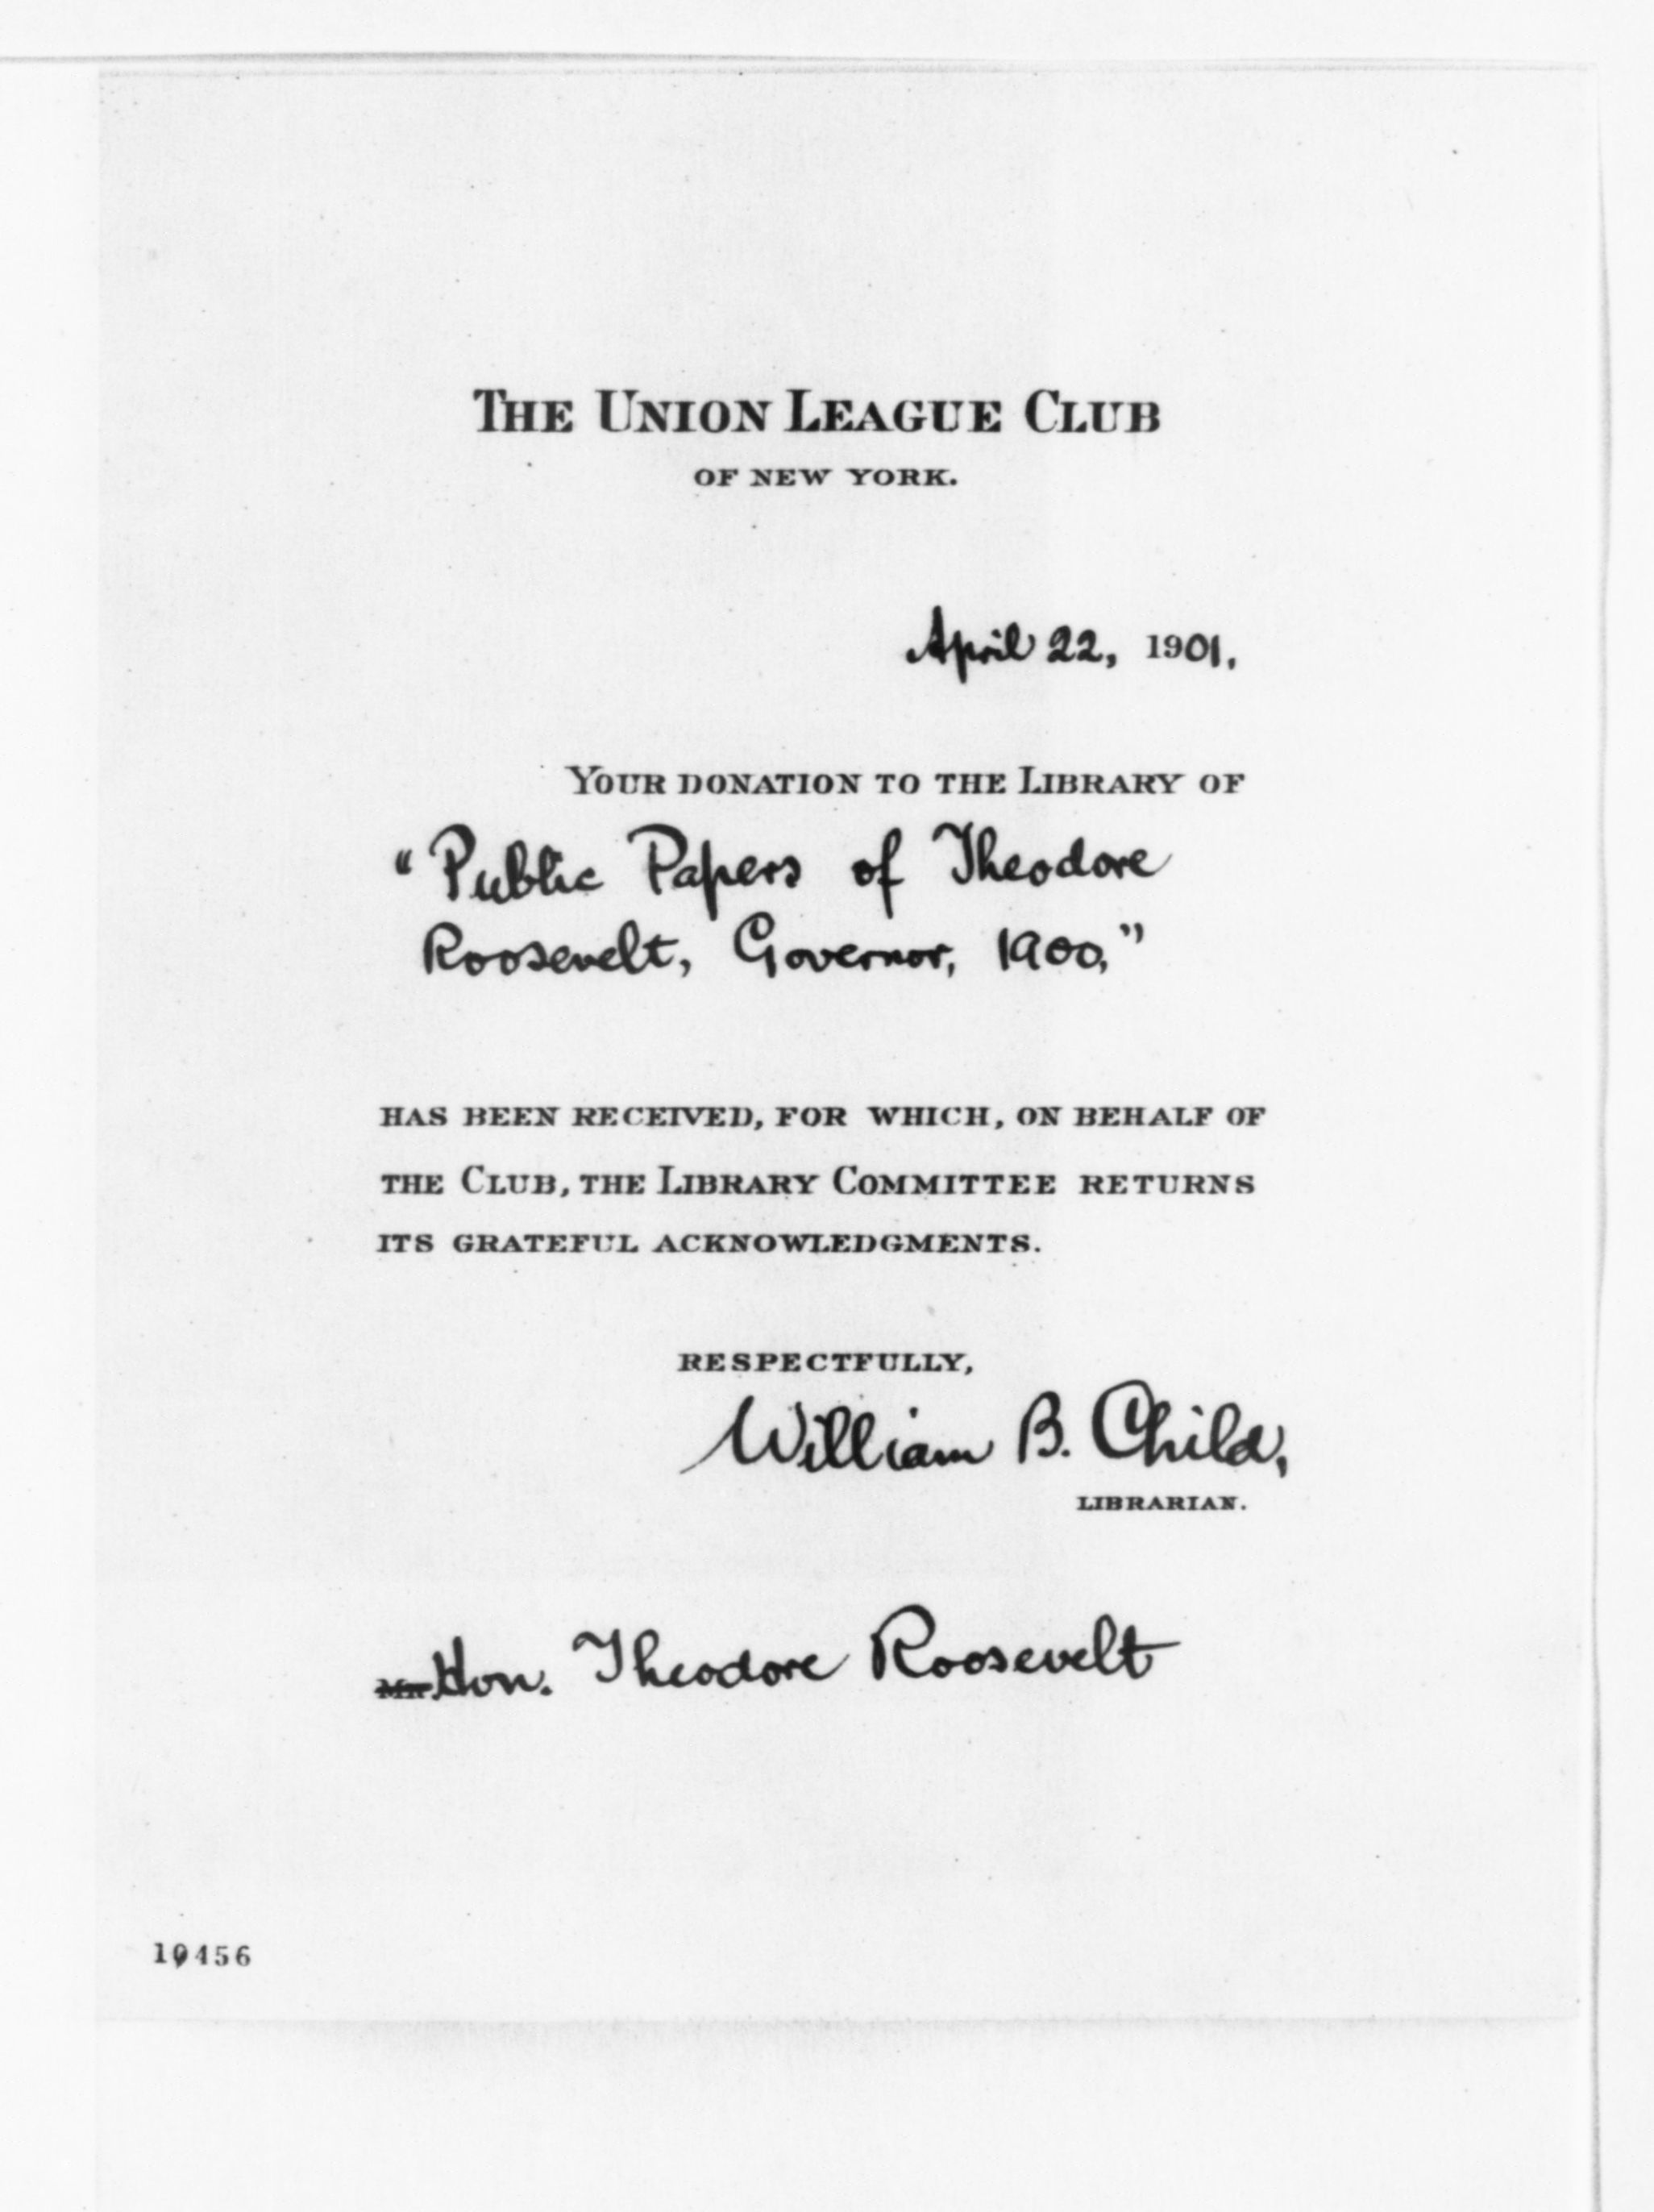 THE UNION LEAGUE CLUB
OF NEW YORK.
April 22, 1901.
YOUR DONATION TO THE LIBRARY OF
"Public Papers of Theodore
Roosevelt, Governor, 1900,"
HAS BEEN RECEIVED, FOR WHICH, ON BEHALF OF
THE CLUB, THE LIBRARY COMMITTEE RETURNS
ITS GRATEFUL ACKNOWLEDGMENTS.
RESPECTFULLY,
William B. Child,
LIBRARIAN.
Hon. Theodore Roosevelt
10456